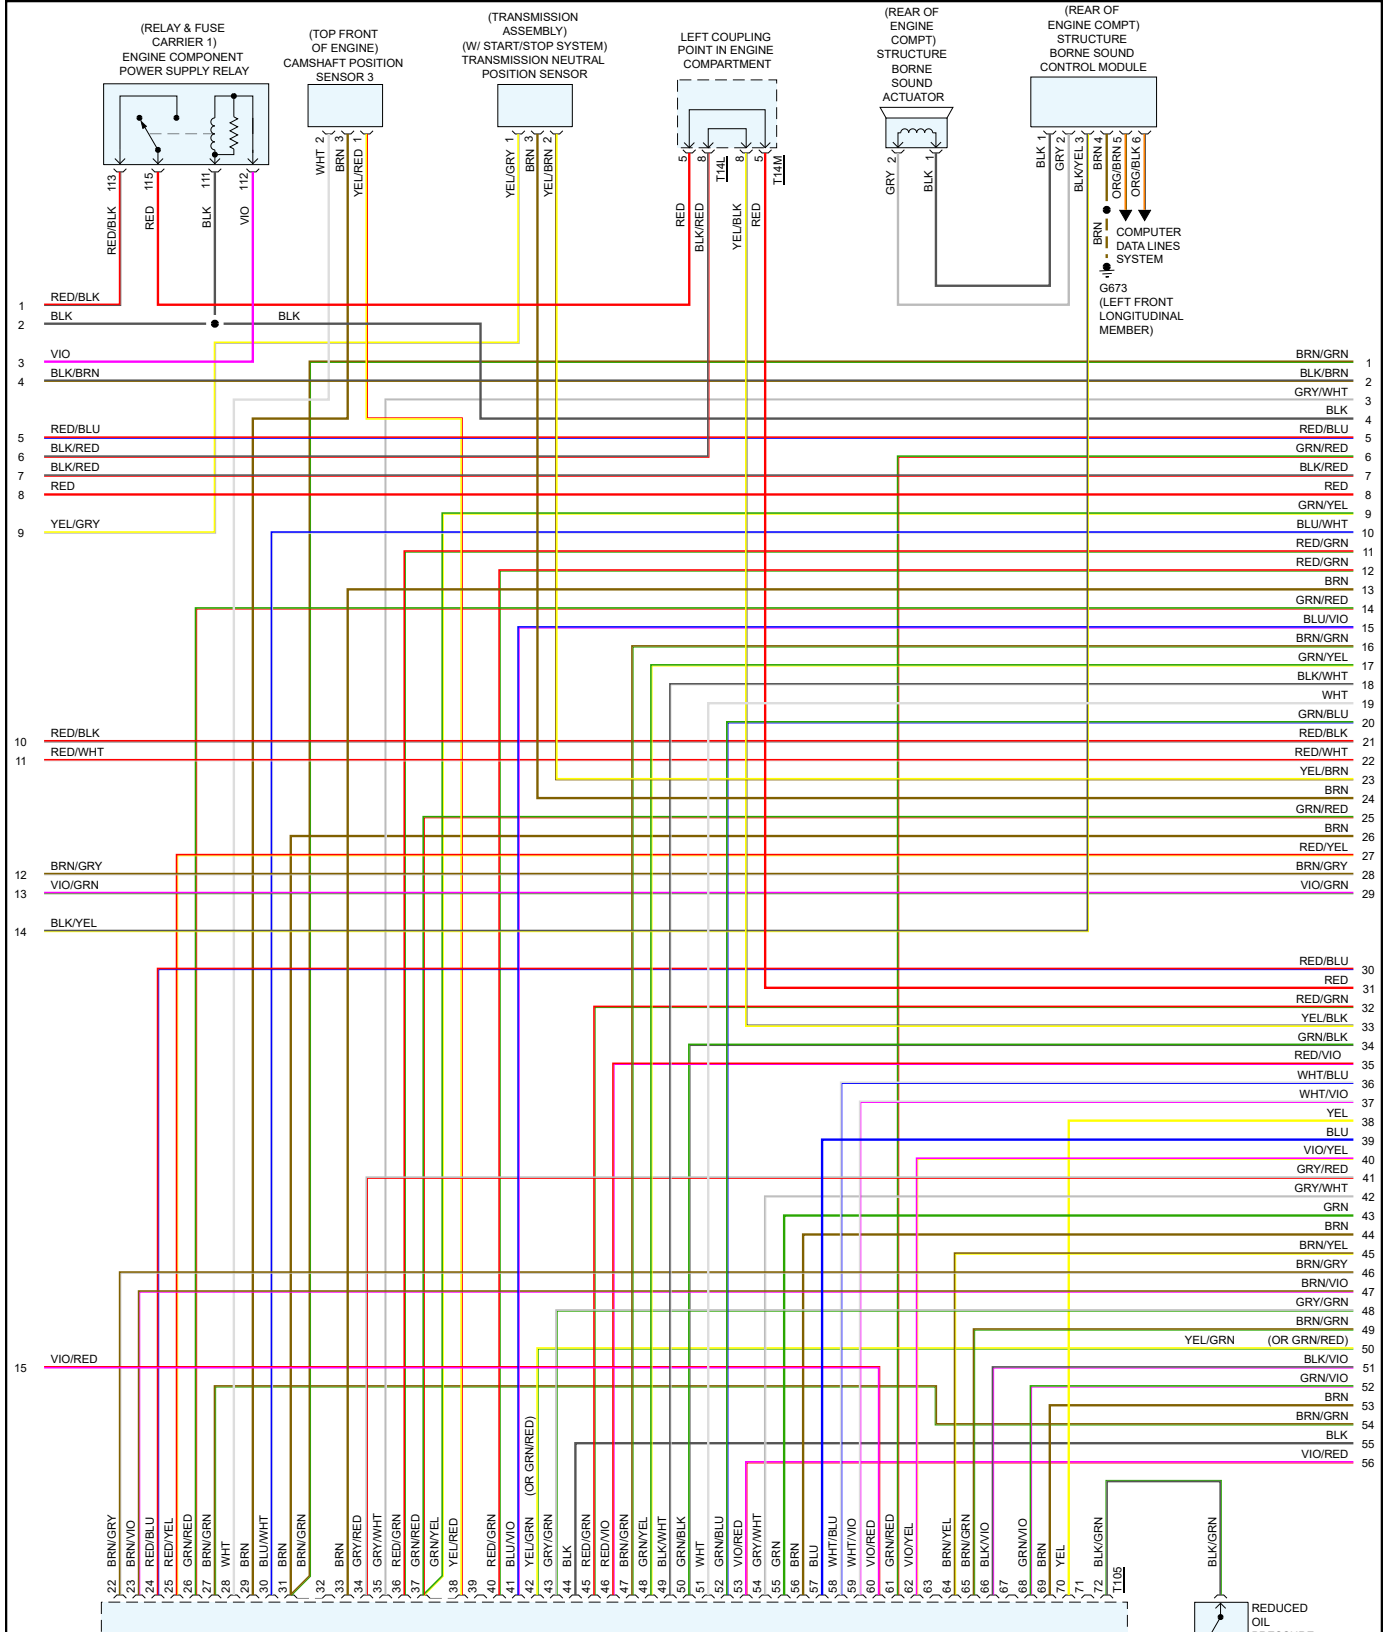 (RELAY & FUSE
CARRIER 1)
ENGINE COMPONENT
POWER SUPPLY RELAY
(TOP FRONT
OF ENGINE)
CAMSHAFT POSITION
SENSOR 3
(TRANSMISSION
ASSEMBLY)
(W/ START/STOP SYSTEM)
TRANSMISSION NEUTRAL
POSITION SENSOR
LEFT COUPLING
POINT IN ENGINE
COMPARTMENT
(REAR OF
ENGINE
COMPT)
STRUCTURE
BORNE
SOUND
ACTUATOR
(REAR OF
ENGINE COMPT)
STRUCTURE
BORNE SOUND
CONTROL MODULE
113
115
111
112
RED/BLK
RED
BLK
VIO
WHT 2
BRN 3
YEL/RED 1
YEL/GRY 1
BRN 3
YEL/BRN 2
5
8
T14L
8
5
T14M
RED
BLK/RED
YEL/BLK
RED
GRY 2
BLK 1
BLK 1
GRY 2
BLK/YEL 3
BRN 4
ORG/BRN 5
ORG/BLK 6
BRN
COMPUTER
DATA LINES
SYSTEM
G673
(LEFT FRONT
LONGITUDINAL
MEMBER)
1 RED/BLK
2 BLK BLK
3 VIO
4 BLK/BRN
5 RED/BLU
6 BLK/RED
7 BLK/RED
8 RED
9 YEL/GRY
10 RED/BLK
11 RED/WHT
12 BRN/GRY
13 VIO/GRN
14 BLK/YEL
15 VIO/RED
BRN/GRN 1
BLK/BRN 2
GRY/WHT 3
BLK 4
RED/BLU 5
GRN/RED 6
BLK/RED 7
RED 8
GRN/YEL 9
BLU/WHT 10
RED/GRN 11
RED/GRN 12
BRN 13
GRN/RED 14
BLU/VIO 15
BRN/GRN 16
GRN/YEL 17
BLK/WHT 18
WHT 19
GRN/BLU 20
RED/BLK 21
RED/WHT 22
YEL/BRN 23
BRN 24
GRN/RED 25
BRN 26
RED/YEL 27
BRN/GRY 28
VIO/GRN 29
RED/BLU 30
RED 31
RED/GRN 32
YEL/BLK 33
GRN/BLK 34
RED/VIO 35
WHT/BLU 36
WHT/VIO 37
YEL 38
BLU 39
VIO/YEL 40
GRY/RED 41
GRY/WHT 42
GRN 43
BRN 44
BRN/YEL 45
BRN/GRY 46
BRN/VIO 47
GRY/GRN 48
BRN/GRN 49
YEL/GRN (OR GRN/RED) 50
BLK/VIO 51
GRN/VIO 52
BRN 53
BRN/GRN 54
BLK 55
VIO/RED 56
22 BRN/GRY
23 BRN/VIO
24 RED/BLU
25 RED/YEL
26 GRN/RED
27 BRN/GRN
28 WHT
29 BRN
30 BLU/WHT
31 BRN
BRN/GRN
32
33 BRN
34 GRY/RED
35 GRY/WHT
36 RED/GRN
37 GRN/RED
GRN/YEL
38 YEL/RED
39
40 RED/GRN
41 BLU/VIO
42 YEL/GRN (OR GRN/RED)
43 GRY/GRN
44 BLK
45 RED/GRN
46 RED/VIO
47 BRN/GRN
48 GRN/YEL
49 BLK/WHT
50 GRN/BLK
51 WHT
52 GRN/BLU
53 VIO/RED
54 GRY/WHT
55 GRN
56 BRN
57 BLU
58 WHT/BLU
59 WHT/VIO
60 VIO/RED
61 GRN/RED
62 VIO/YEL
63
64 BRN/YEL
65 BRN/GRN
66 BLK/VIO
67
68 GRN/VIO
69 BRN
70 YEL
71
72 BLK/GRN
T105
BLK/GRN
REDUCED
OIL